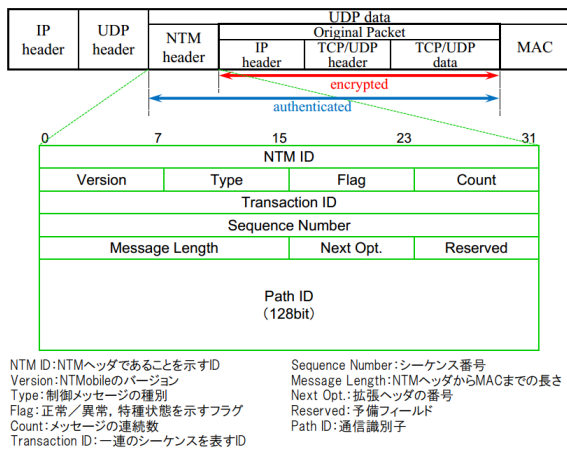 UDP data
IP header
UDP header
NTM header
Original Packet
IP header
TCP/UDP header
TCP/UDP data
MAC
encrypted
authenticated
0 7 15 23 31
NTM ID
Version Type Flag Count
Transaction ID
Sequence Number
Message Length Next Opt. Reserved
Path ID
(128bit)
NTM ID:NTMヘッダであることを示すID
Version:NTMobileのバージョン
Type:制御メッセージの種別
Flag:正常/異常,特種状態を示すフラグ
Count:メッセージの連続数
Transaction ID:一連のシーケンスを表すID
Sequence Number:シーケンス番号
Message Length:NTMヘッダからMACまでの長さ
Next Opt.:拡張ヘッダの番号
Reserved:予備フィールド
Path ID:通信識別子